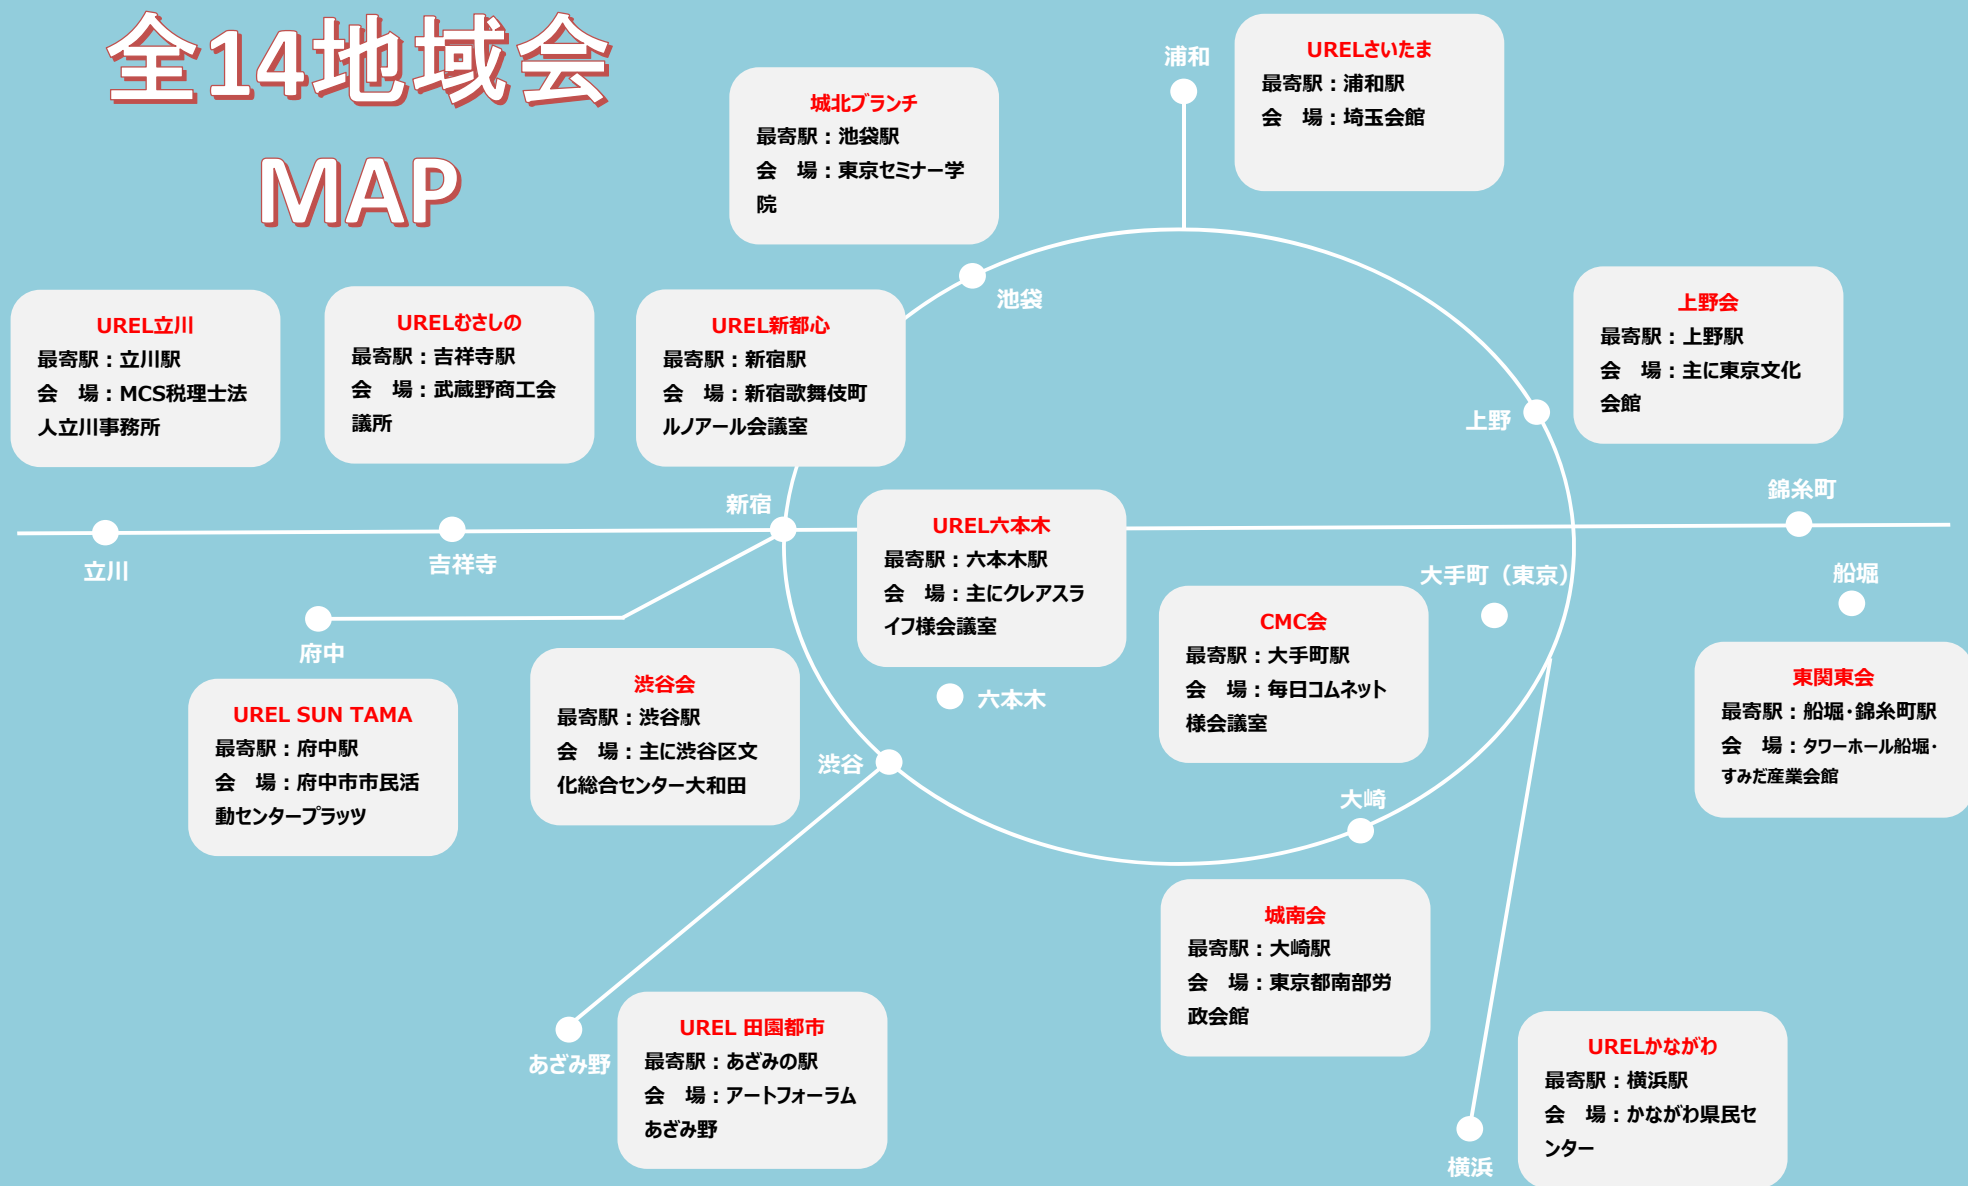 全14地域会
MAP
浦和
URELさいたま
最寄駅：浦和駅
会　場：埼玉会館
城北ブランチ
最寄駅：池袋駅
会　場：東京セミナー学
院
池袋
UREL立川
最寄駅：立川駅
会　場：MCS税理士法
人立川事務所
URELむさしの
最寄駅：吉祥寺駅
会　場：武蔵野商工会
議所
UREL新都心
最寄駅：新宿駅
会　場：新宿歌舞伎町
ルノアール会議室
上野会
最寄駅：上野駅
会　場：主に東京文化
会館
上野
新宿
錦糸町
立川
吉祥寺
UREL六本木
最寄駅：六本木駅
会　場：主にクレアスラ
イフ様会議室
大手町（東京）
船堀
府中
CMC会
最寄駅：大手町駅
会　場：毎日コムネット
様会議室
六本木
UREL SUN TAMA
最寄駅：府中駅
会　場：府中市市民活
動センタープラッツ
渋谷会
最寄駅：渋谷駅
会　場：主に渋谷区文
化総合センター大和田
渋谷
東関東会
最寄駅：船堀・錦糸町駅
会　場：タワーホール船堀・
すみだ産業会館
大崎
城南会
最寄駅：大崎駅
会　場：東京都南部労
政会館
あざみ野
UREL 田園都市
最寄駅：あざみの駅
会　場：アートフォーラム
あざみ野
URELかながわ
最寄駅：横浜駅
会　場：かながわ県民セ
ンター
横浜